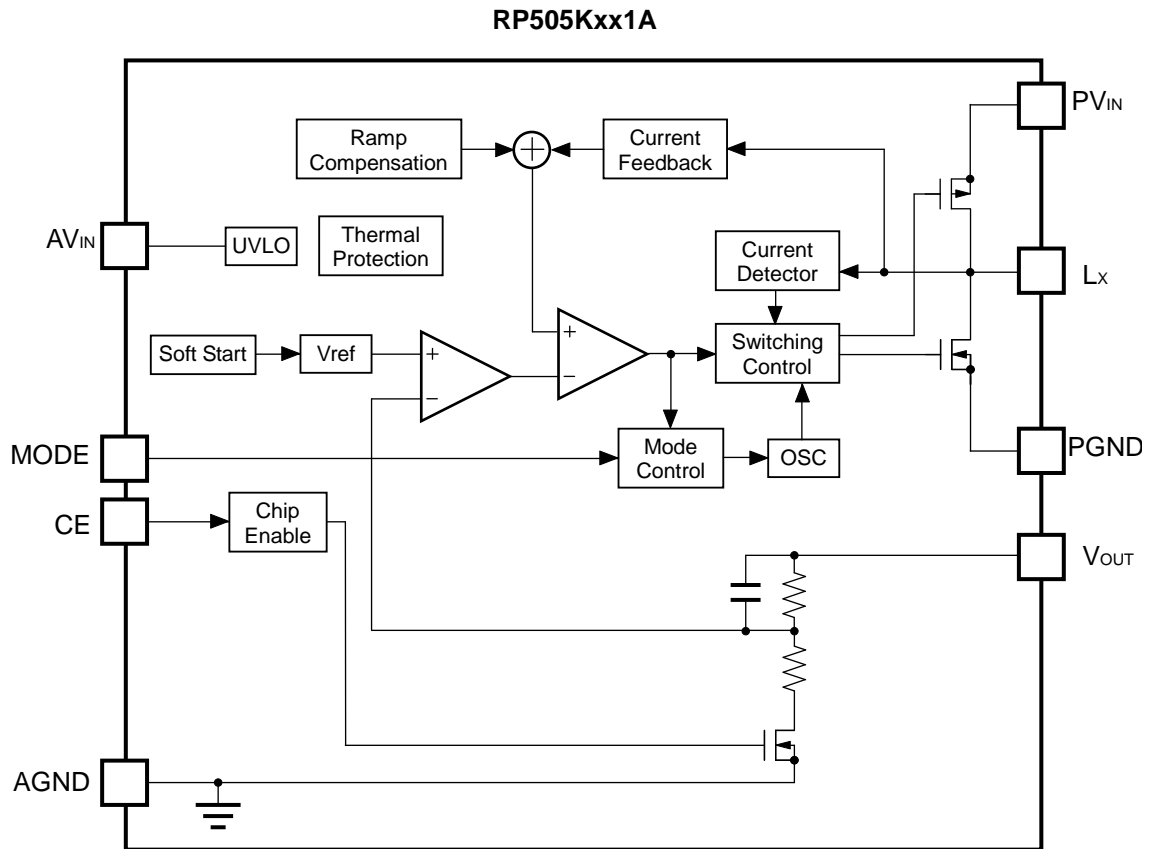 RP505Kxx1A
PVIN
Ramp
Compensation
+
Current
Feedback
AVIN
UVLO
Thermal
Protection
Current
Detector
LX
Soft Start
Vref
+
−
+
−
Switching
Control
MODE
Mode
Control
OSC
PGND
CE
Chip
Enable
VOUT
AGND